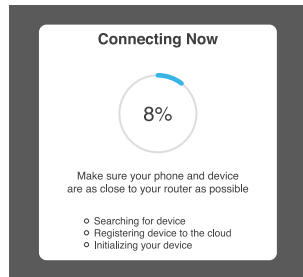 Connecting Now
8%
Make sure your phone and device
are as close to your router as possible
Searching for device
Registering device to the cloud
Initializing your device